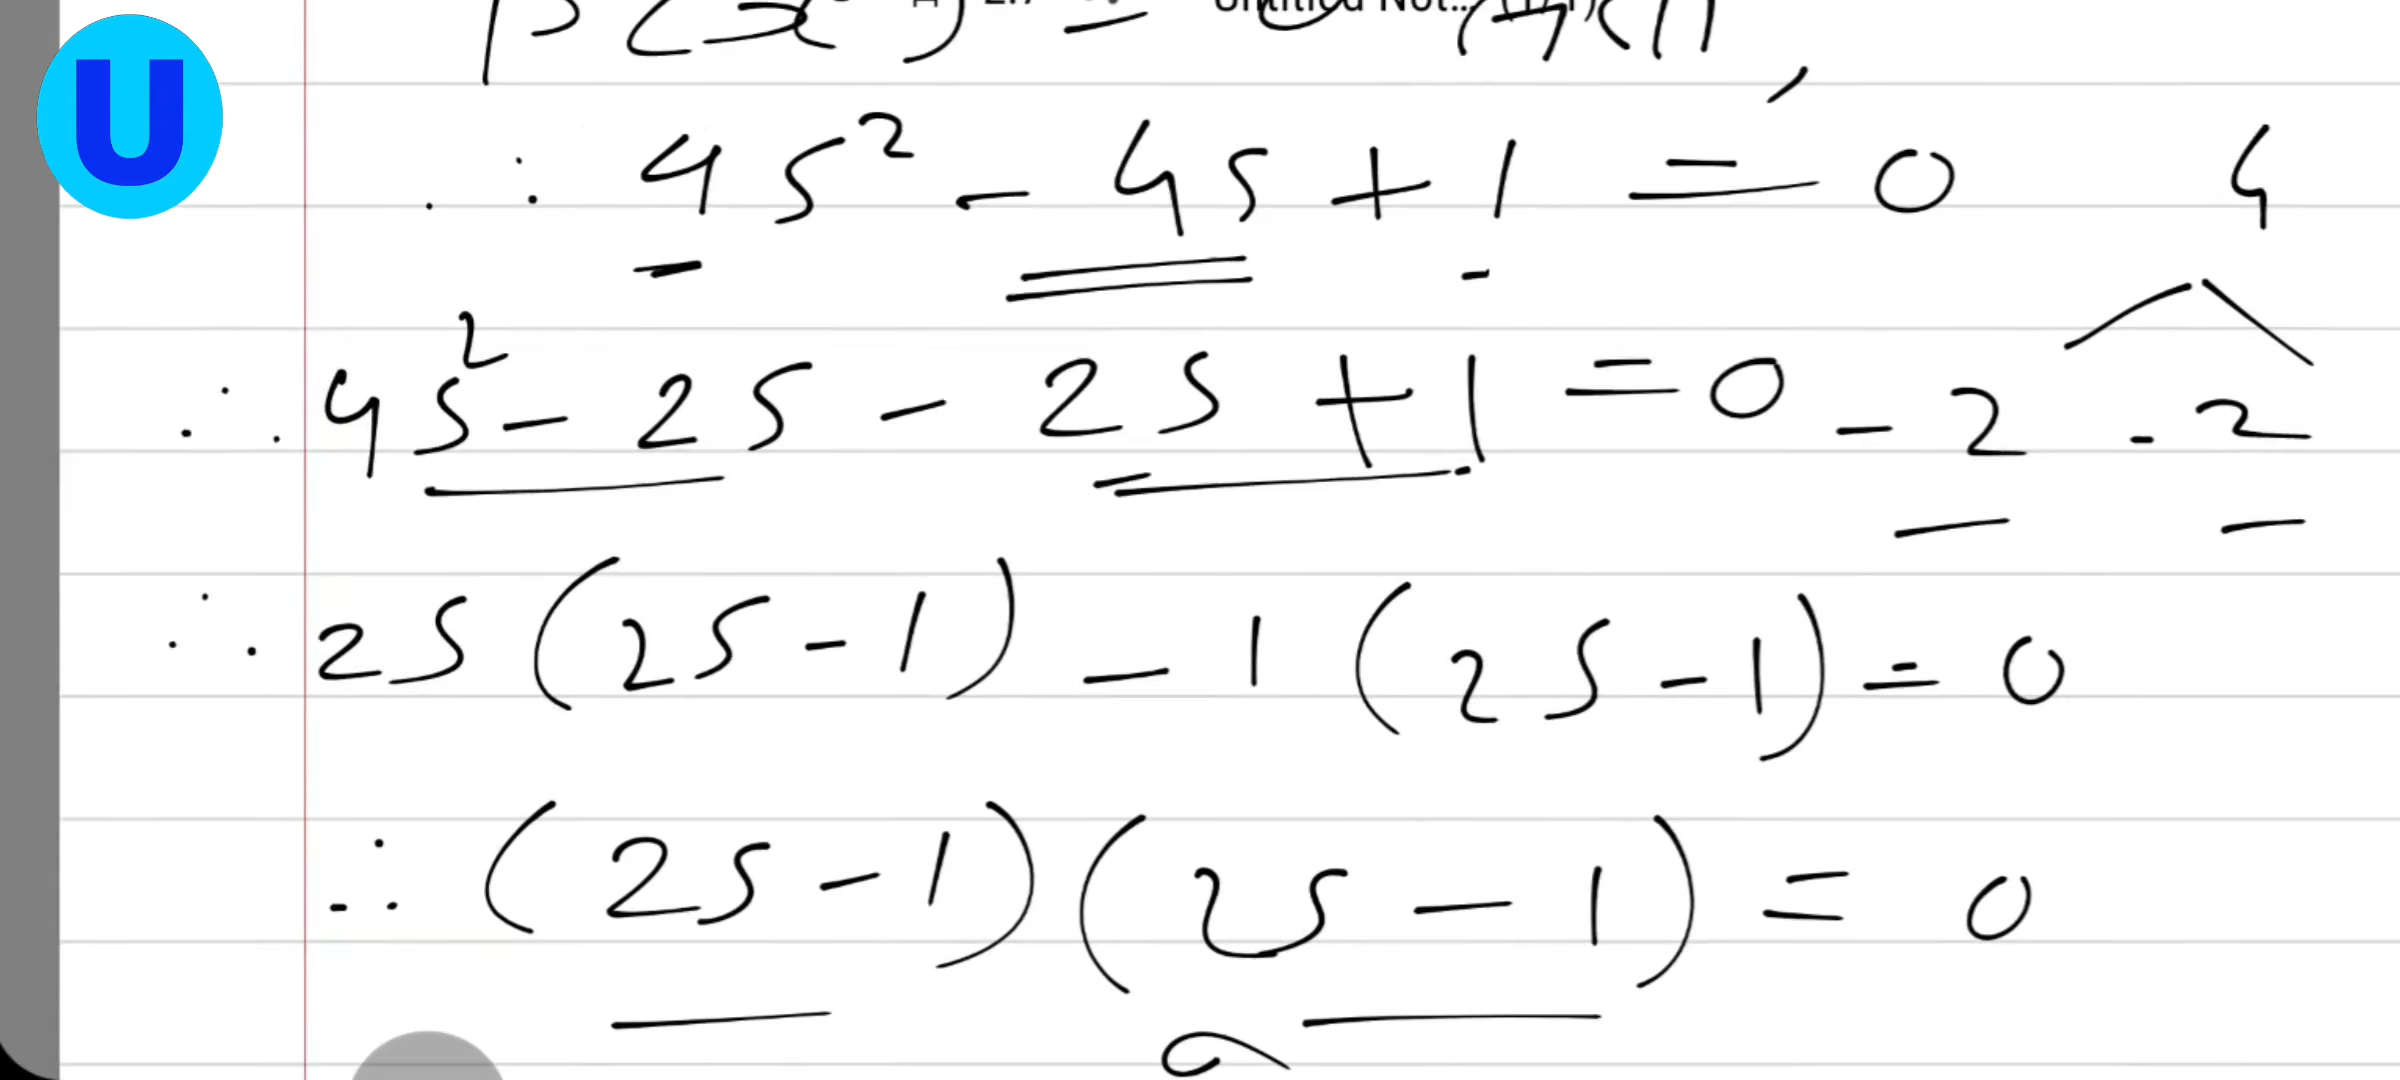 U
∴ 4s² - 4s + 1 = 0
4
∴ 4s² - 2s - 2s + 1 = 0
-2 -2
∴ 2s (2s - 1) - 1 (2s - 1) = 0
∴ (2s - 1) (2s - 1) = 0